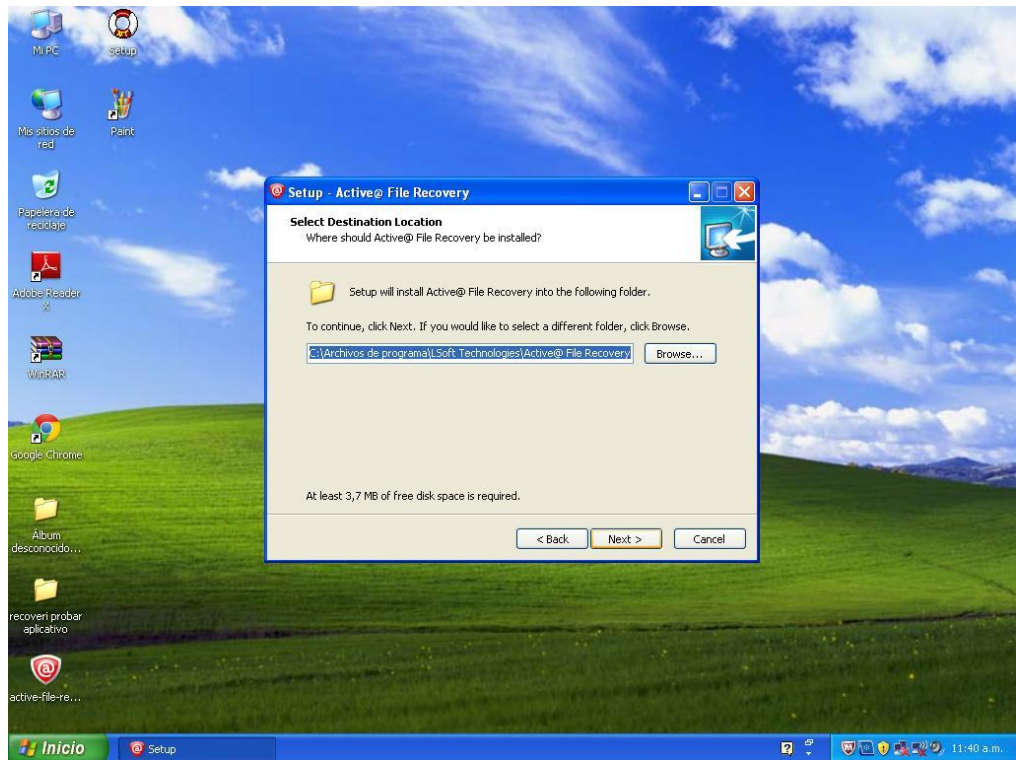 Mi PC
Setup
Mis sitios de
red
Paint
Papelera de
reciclaje
Adobe Reader
X
WinRAR
Google Chrome
Álbum
desconocido...
recoveri probar
aplicativo
active-file-re...
Setup - Active@ File Recovery
Select Destination Location
Where should Active@ File Recovery be installed?
Setup will install Active@ File Recovery into the following folder.
To continue, click Next. If you would like to select a different folder, click Browse.
C:\Archivos de programa\LSoft Technologies\Active@ File Recovery
Browse...
At least 3,7 MB of free disk space is required.
< Back
Next >
Cancel
Inicio
Setup
11:40 a.m.